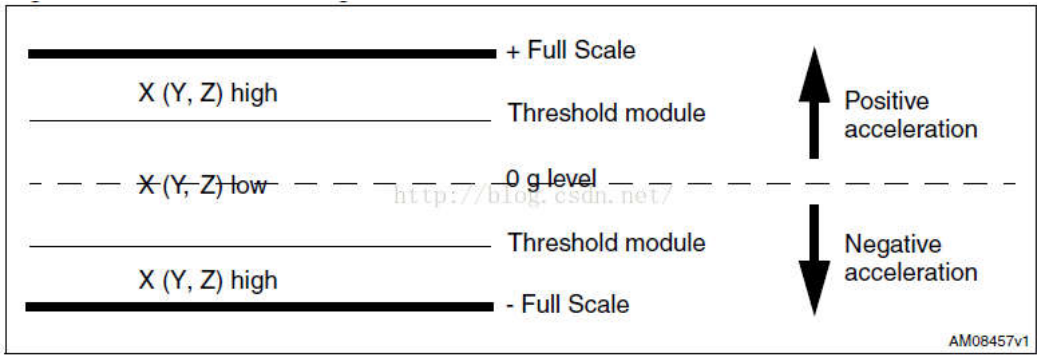 + Full Scale
X (Y, Z) high
Threshold module
Positive
acceleration
X (Y, Z) low
0 g level
http://blog.csdn.net/
Threshold module
Negative
acceleration
X (Y, Z) high
- Full Scale
AM08457v1